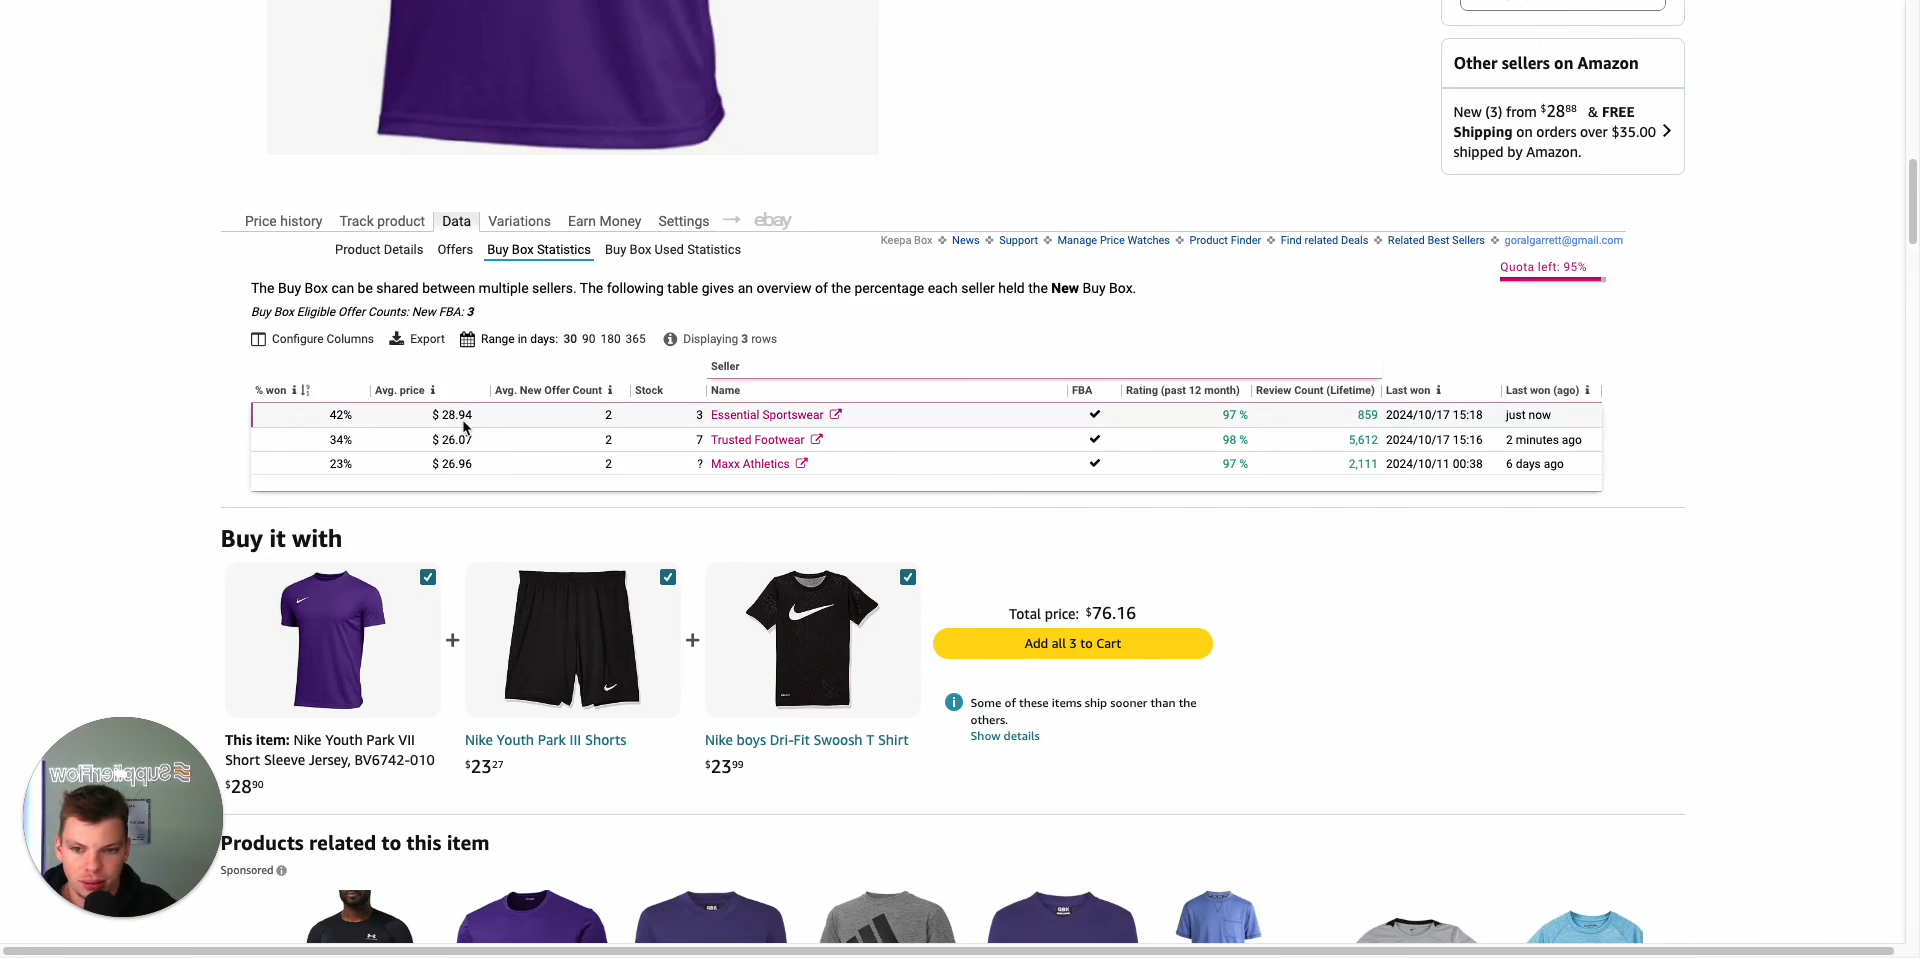 Other sellers on Amazon
New (3) from $28 88 & FREE
Shipping on orders over $35.00
shipped by Amazon.
Price history Track product Data Variations Earn Money Settings → ebay
Product Details Offers Buy Box Statistics Buy Box Used Statistics
Keepa Box News Support Manage Price Watches Product Finder Find related Deals Related Best Sellers goralgarrett@gmail.com
Quota left: 95%
The Buy Box can be shared between multiple sellers. The following table gives an overview of the percentage each seller held the New Buy Box.
Buy Box Eligible Offer Counts: New FBA: 3
Configure Columns Export Range in days: 30 90 180 365 Displaying 3 rows
Seller
% won Avg. price Avg. New Offer Count Stock Name FBA Rating (past 12 month) Review Count (Lifetime) Last won Last won (ago)
42% $ 28.94 2 3 Essential Sportswear 97 % 859 2024/10/17 15:18 just now
34% $ 26.07 2 7 Trusted Footwear 98 % 5,612 2024/10/17 15:16 2 minutes ago
23% $ 26.96 2 ? Maxx Athletics 97 % 2,111 2024/10/11 00:38 6 days ago
Buy it with
Total price: $76.16
Add all 3 to Cart
Some of these items ship sooner than the
others.
Show details
This item: Nike Youth Park VII
Short Sleeve Jersey, BV6742-010
$28 90
Nike Youth Park III Shorts
$23 27
Nike boys Dri-Fit Swoosh T Shirt
$23 99
SupplierFlow
Products related to this item
Sponsored
QBK
QBK